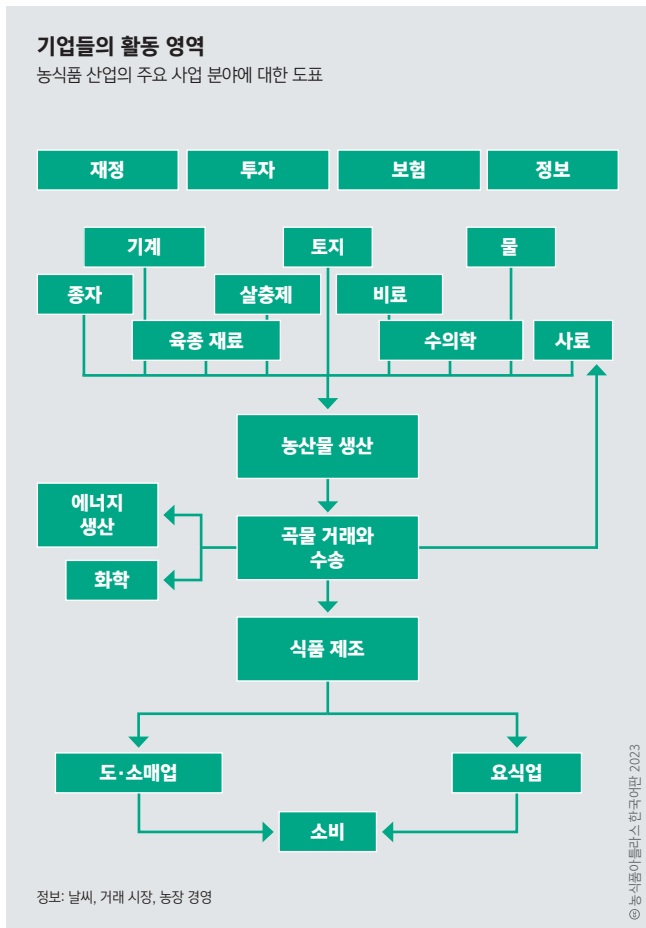 기업들의 활동 영역
농식품 산업의 주요 사업 분야에 대한 도표
재정
투자
보험
정보
기계
토지
물
종자
살충제
비료
육종 재료
수의학
사료
농산물 생산
에너지
생산
곡물 거래와
수송
화학
식품 제조
도·소매업
요식업
소비
정보: 날씨, 거래 시장, 농장 경영
농식품아틀라스 한국어판 2023